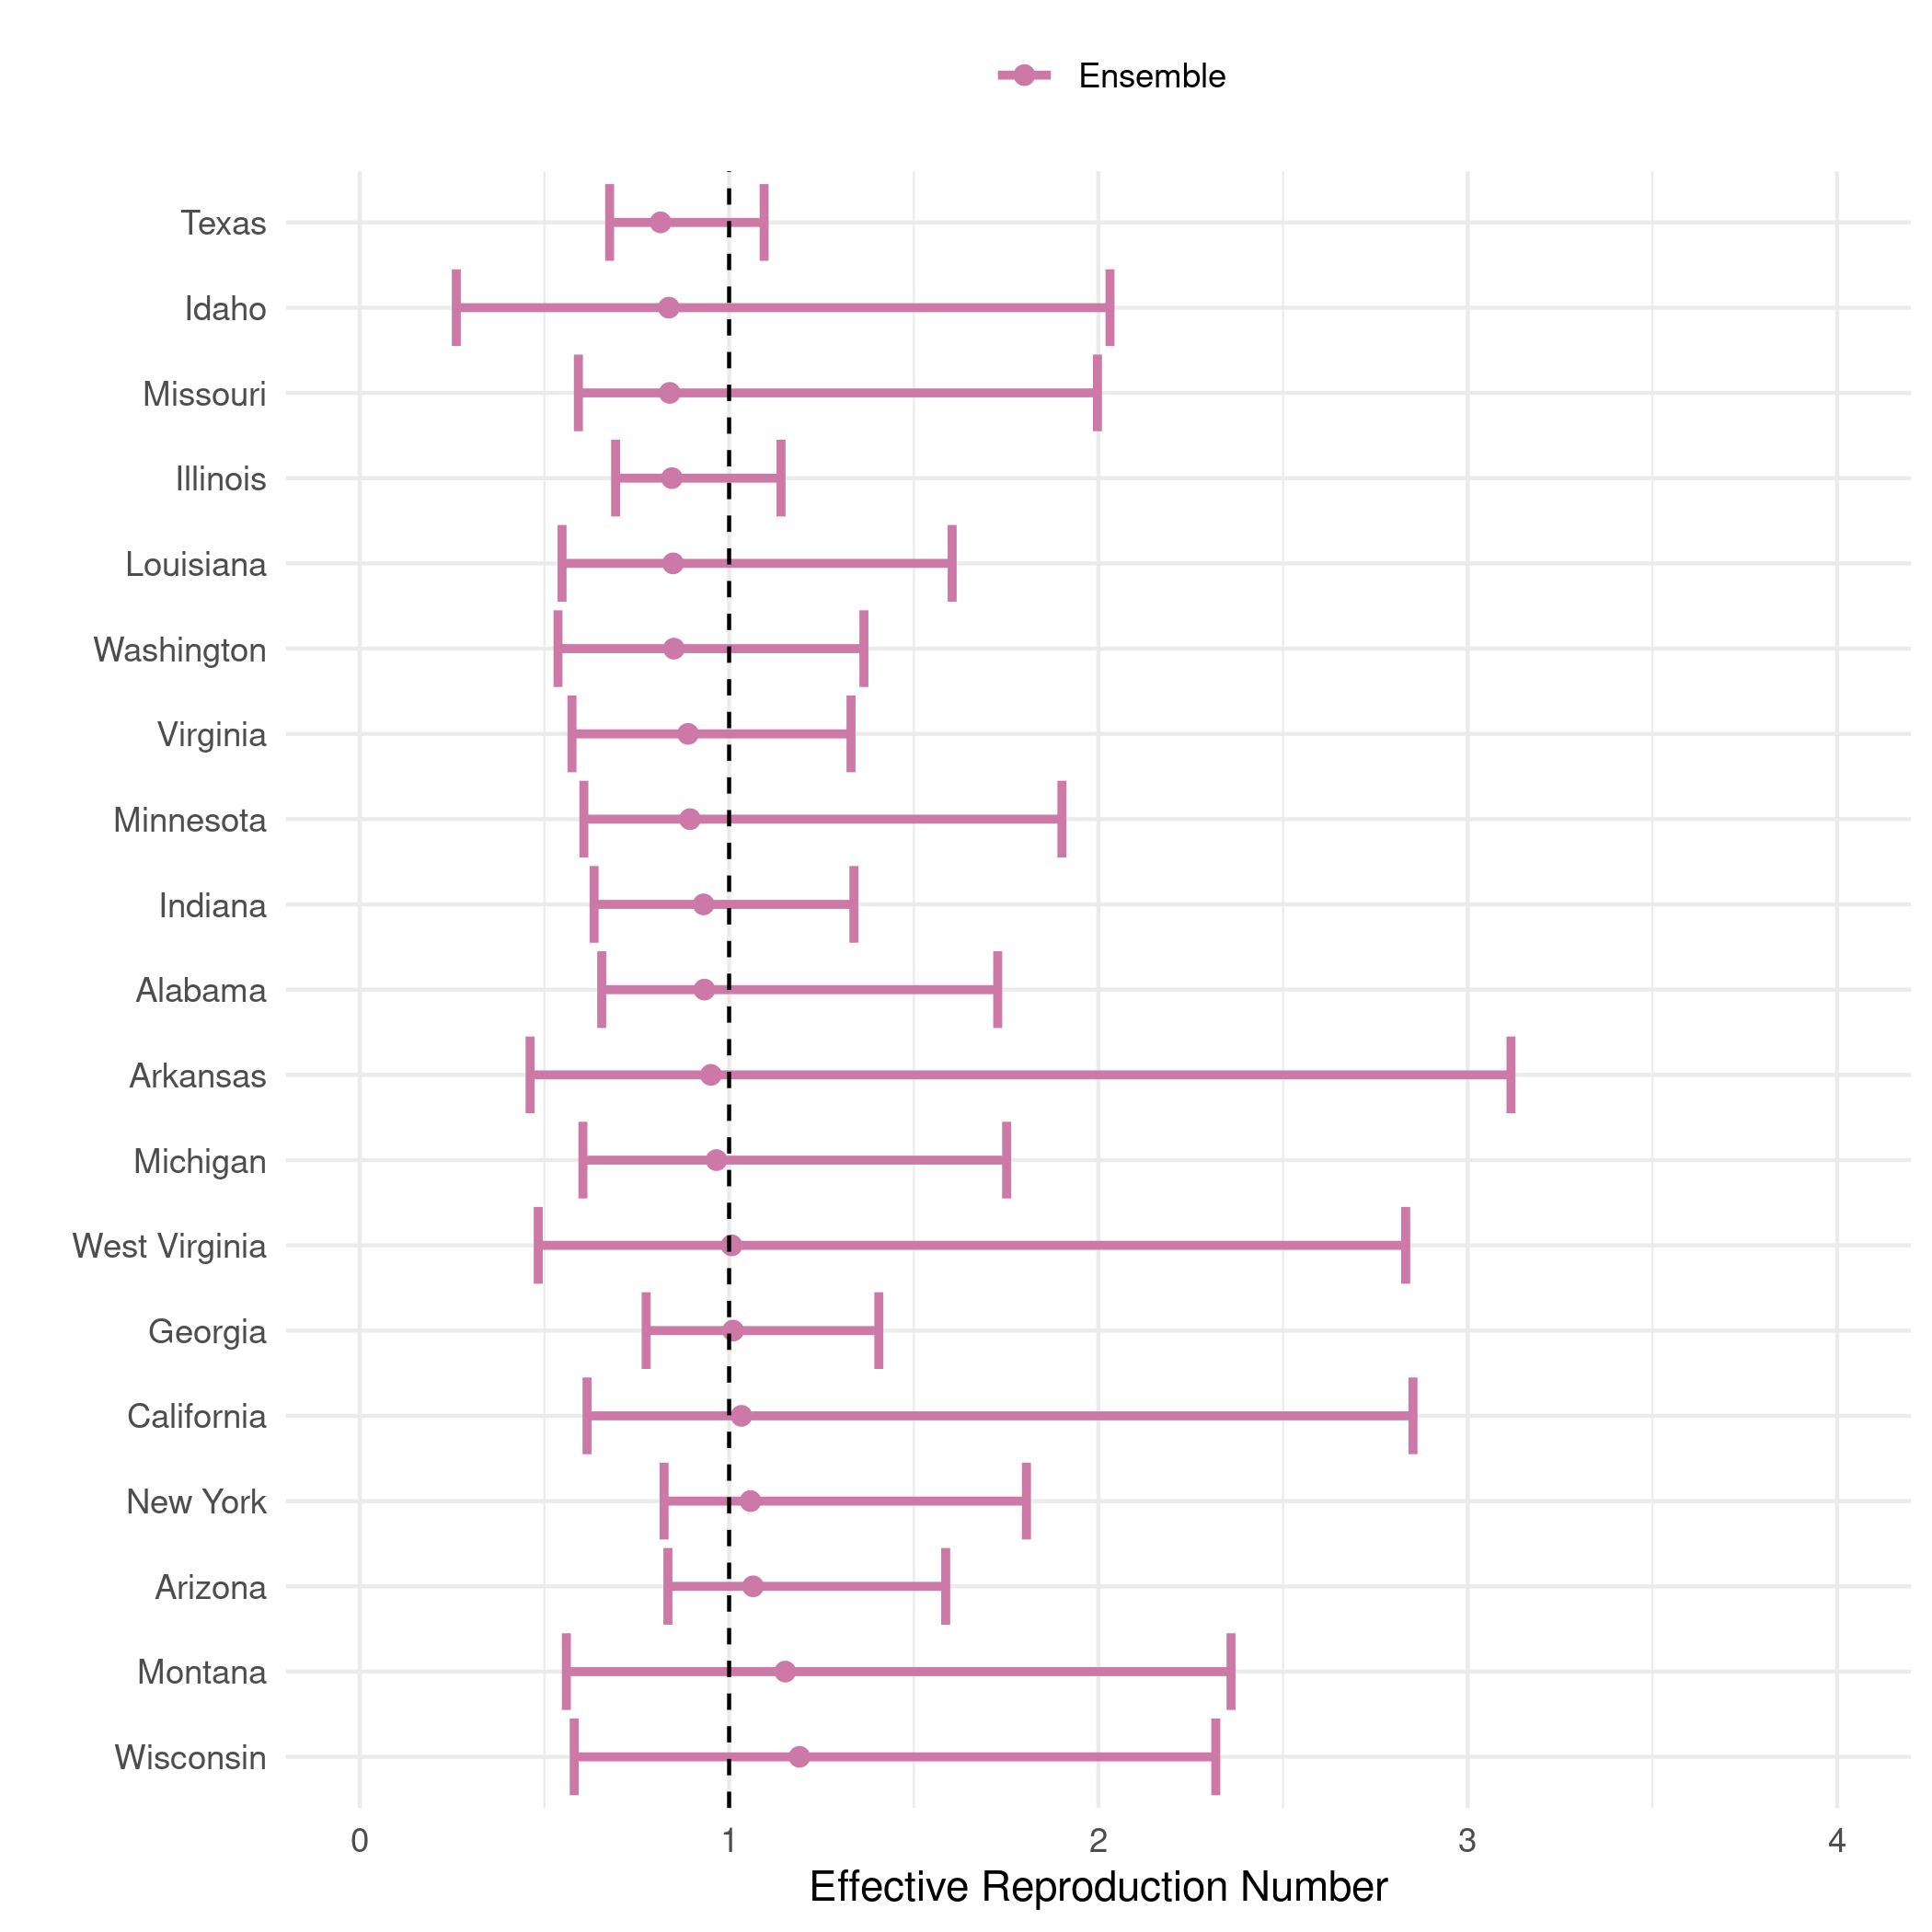 Ensemble
Texas
Idaho
Missouri
Illinois
Louisiana
Washington
Virginia
Minnesota
Indiana
Alabama
Arkansas
Michigan
West Virginia
Georgia
California
New York
Arizona
Montana
Wisconsin
0 1 2 3 4
Effective Reproduction Number